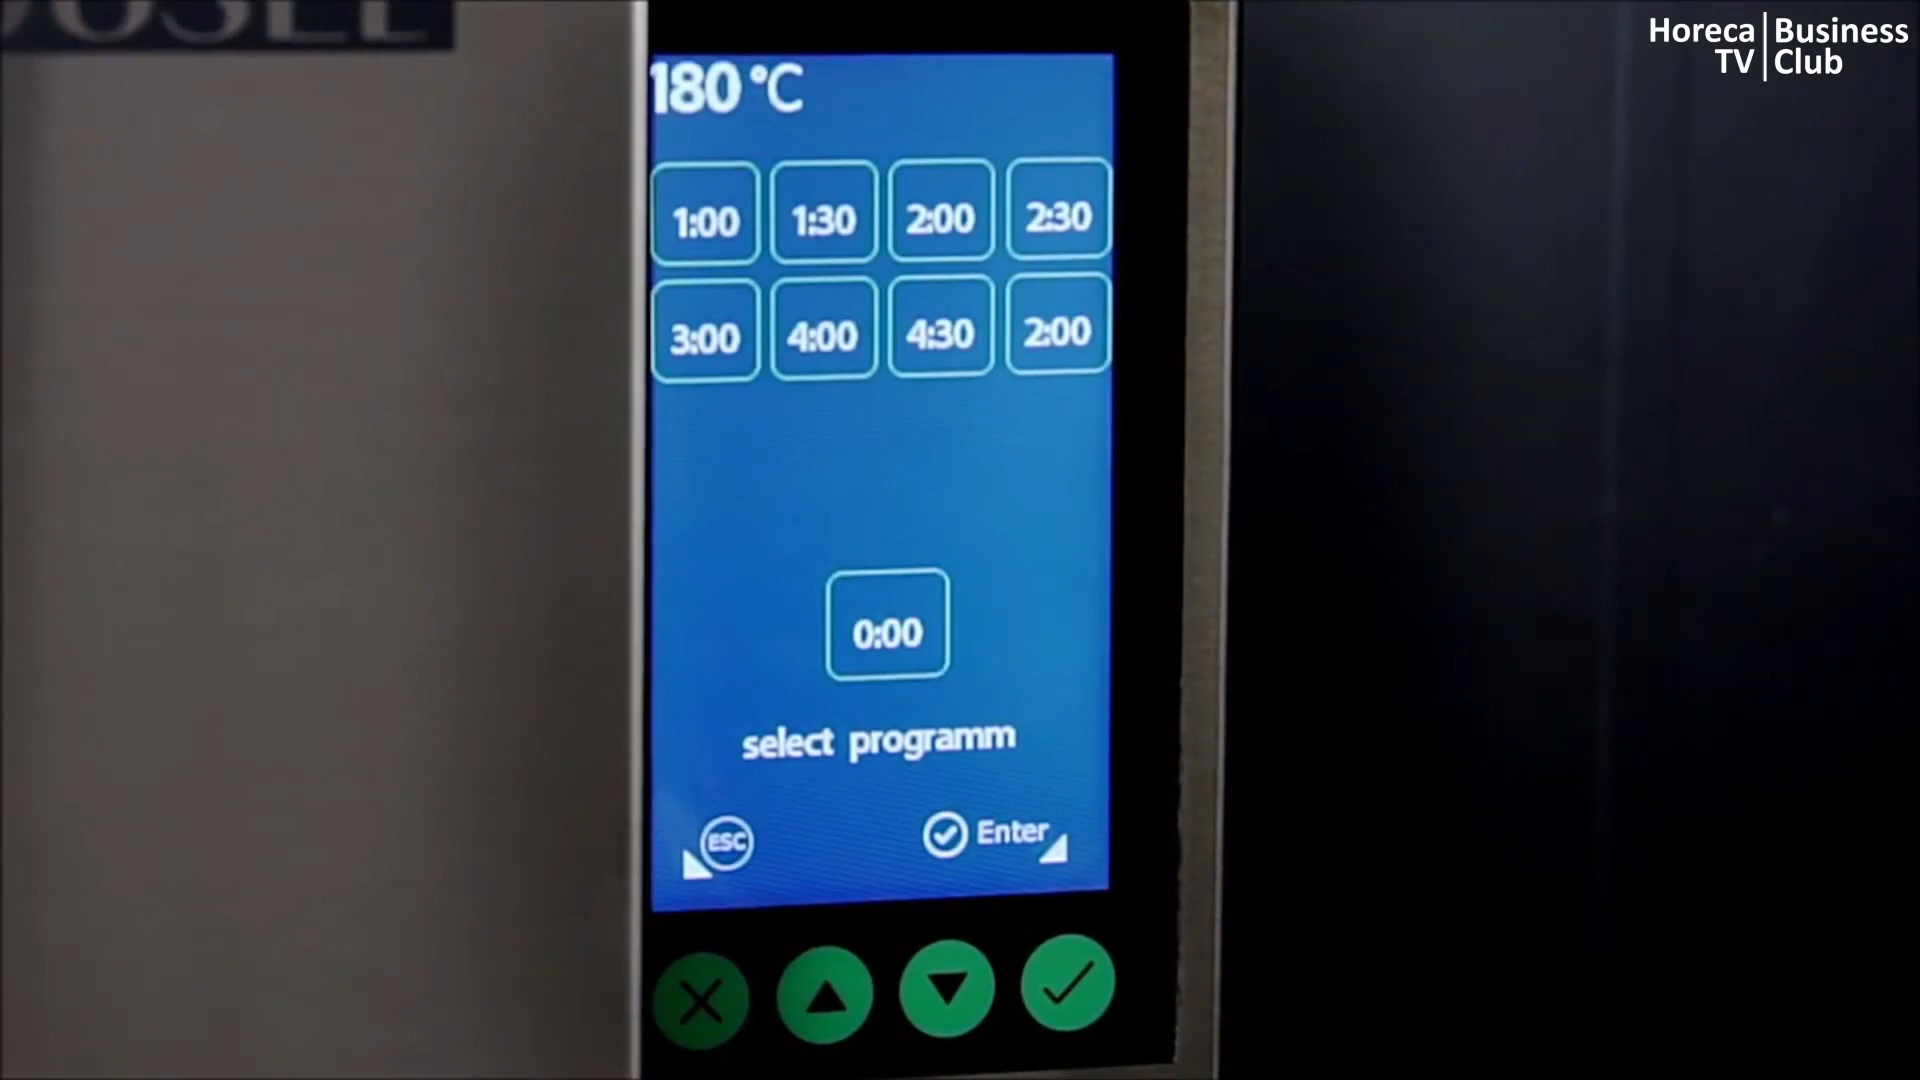 Horeca Business
TV Club
180 °C
1:00 1:30 2:00 2:30
3:00 4:00 4:30 2:00
0:00
select programm
ESC Enter